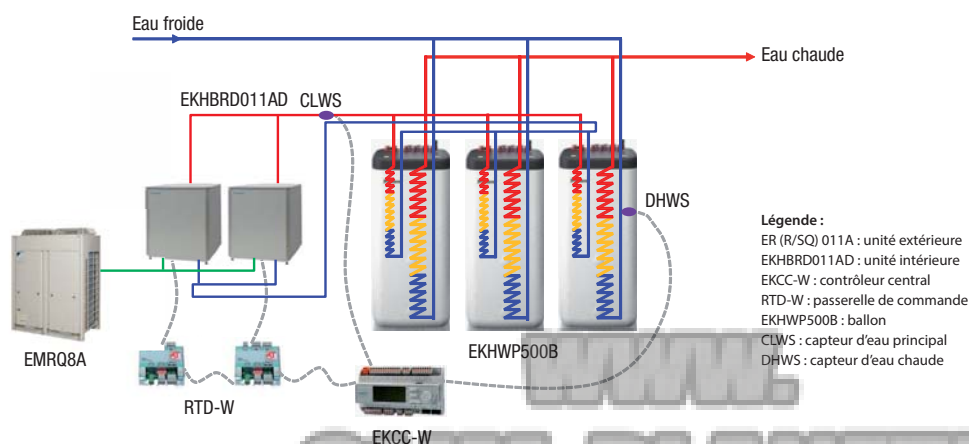 Eau froide
Eau chaude
EKHBRD011AD CLWS
DHWS
Légende :
ER (R/SQ) 011A : unité extérieure
EKHBRD011AD : unité intérieure
EKCC-W : contrôleur central
RTD-W : passerelle de commande
EKHWP500B : ballon
CLWS : capteur d'eau principal
DHWS : capteur d'eau chaude
EMRQ8A
EKHWP500B
RTD-W
EKCC-W
www.